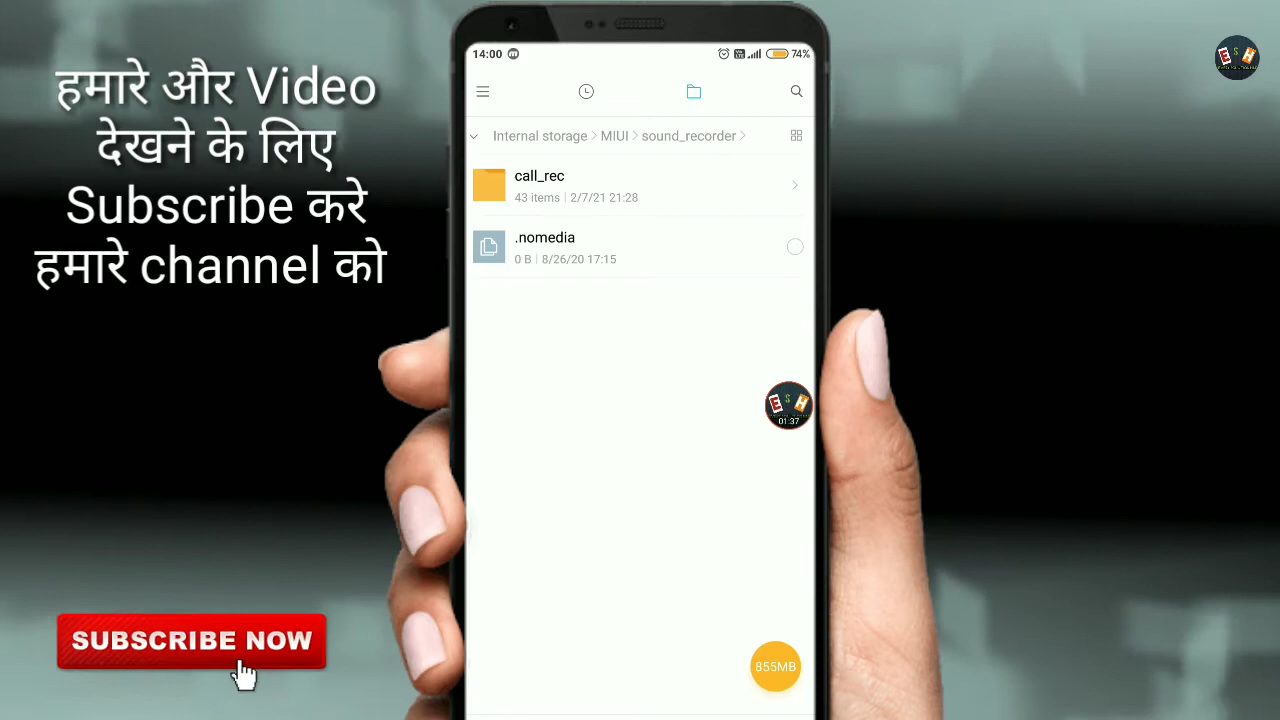 हमारे और Video
देखने के लिए
Subscribe करे
हमारे channel को
SUBSCRIBE NOW
14:00
74%
Internal storage > MIUI > sound_recorder >
call_rec
43 items | 2/7/21 21:28
.nomedia
0 B | 8/26/20 17:15
E $ H
01:37
855MB
E $ H